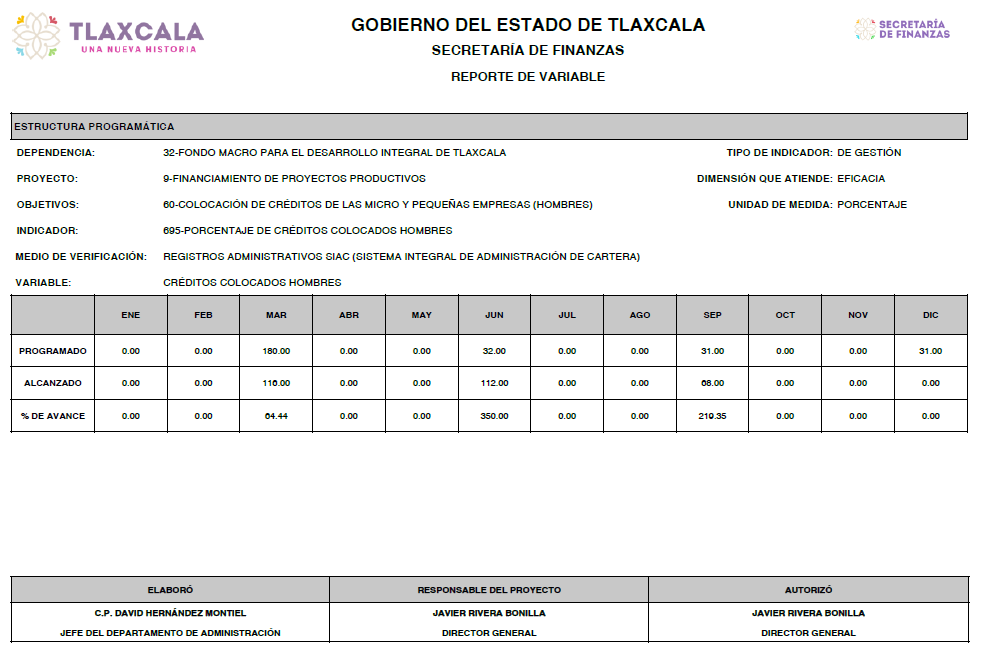 TLAXCALA
UNA NUEVA HISTORIA
GOBIERNO DEL ESTADO DE TLAXCALA
SECRETARÍA DE FINANZAS
REPORTE DE VARIABLE
SECRETARÍA
DE FINANZAS
ESTRUCTURA PROGRAMÁTICA
DEPENDENCIA: 32-FONDO MACRO PARA EL DESARROLLO INTEGRAL DE TLAXCALA TIPO DE INDICADOR: DE GESTIÓN
PROYECTO: 9-FINANCIAMIENTO DE PROYECTOS PRODUCTIVOS DIMENSIÓN QUE ATIENDE: EFICACIA
OBJETIVOS: 60-COLOCACIÓN DE CRÉDITOS DE LAS MICRO Y PEQUEÑAS EMPRESAS (HOMBRES) UNIDAD DE MEDIDA: PORCENTAJE
INDICADOR: 695-PORCENTAJE DE CRÉDITOS COLOCADOS HOMBRES
MEDIO DE VERIFICACIÓN: REGISTROS ADMINISTRATIVOS SIAC (SISTEMA INTEGRAL DE ADMINISTRACIÓN DE CARTERA)
VARIABLE: CRÉDITOS COLOCADOS HOMBRES
ENE FEB MAR ABR MAY JUN JUL AGO SEP OCT NOV DIC
PROGRAMADO 0.00 0.00 180.00 0.00 0.00 32.00 0.00 0.00 31.00 0.00 0.00 31.00
ALCANZADO 0.00 0.00 116.00 0.00 0.00 112.00 0.00 0.00 68.00 0.00 0.00 0.00
% DE AVANCE 0.00 0.00 64.44 0.00 0.00 350.00 0.00 0.00 219.35 0.00 0.00 0.00
ELABORÓ RESPONSABLE DEL PROYECTO AUTORIZÓ
C.P. DAVID HERNÁNDEZ MONTIEL JAVIER RIVERA BONILLA JAVIER RIVERA BONILLA
JEFE DEL DEPARTAMENTO DE ADMINISTRACIÓN DIRECTOR GENERAL DIRECTOR GENERAL